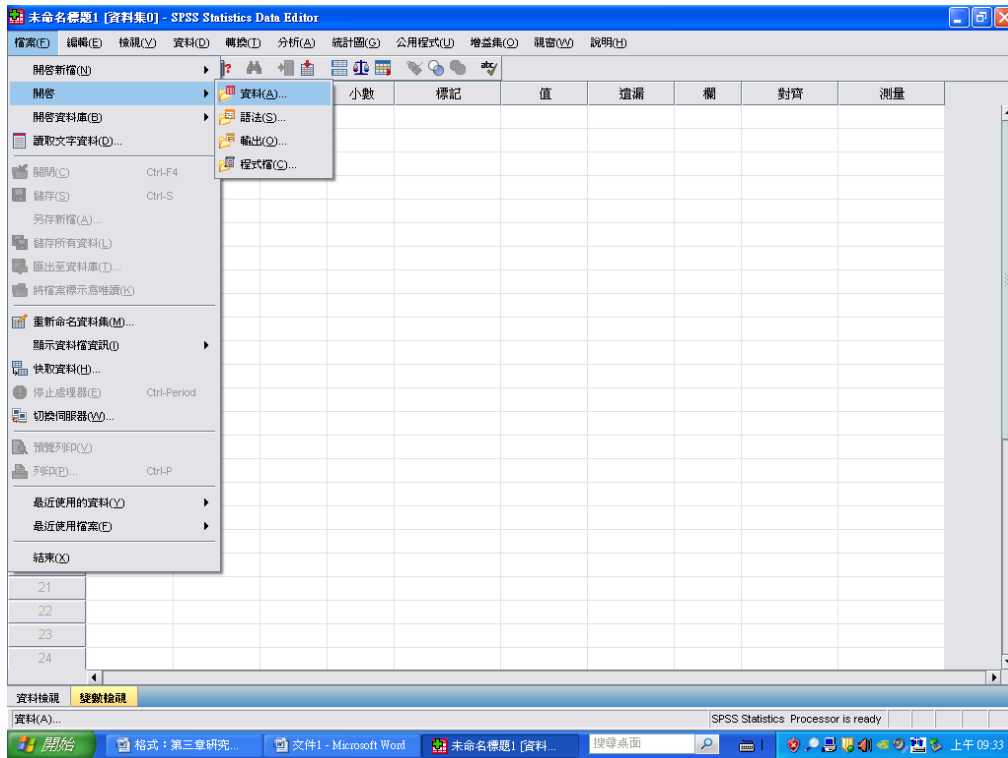 未命名標題1 [資料集0] - SPSS Statistics Data Editor
檔案(F) 編輯(E) 檢視(V) 資料(D) 轉換(T) 分析(A) 統計圖(G) 公用程式(U) 增益集(O) 視窗(W) 說明(H)
開啓新檔(N)
開啓
開啓資料庫(B)
讀取文字資料(D)...
關閉(C) Ctrl-F4
儲存(S) Ctrl-S
另存新檔(A)...
儲存所有資料(L)
匯出至資料庫(T)...
將檔案標示為唯讀(K)
重新命名資料集(M)...
顯示資料檔資訊(I)
快取資料(H)...
停止處理器(E) Ctrl-Period
切換伺服器(W)...
預覽列印(V)
列印(P)... Ctrl-P
最近使用的資料(Y)
最近使用檔案(F)
結束(X)
資料(A)...
語法(S)...
輸出(O)...
程式檔(C)...
小數 標記 值 遺漏 欄 對齊 測量
21
22
23
24
資料檢視 變數檢視
資料(A)... SPSS Statistics Processor is ready
開始 格式：第三章研究... 文件1 - Microsoft Word 未命名標題1 [資料... 搜尋桌面 上午 09:33